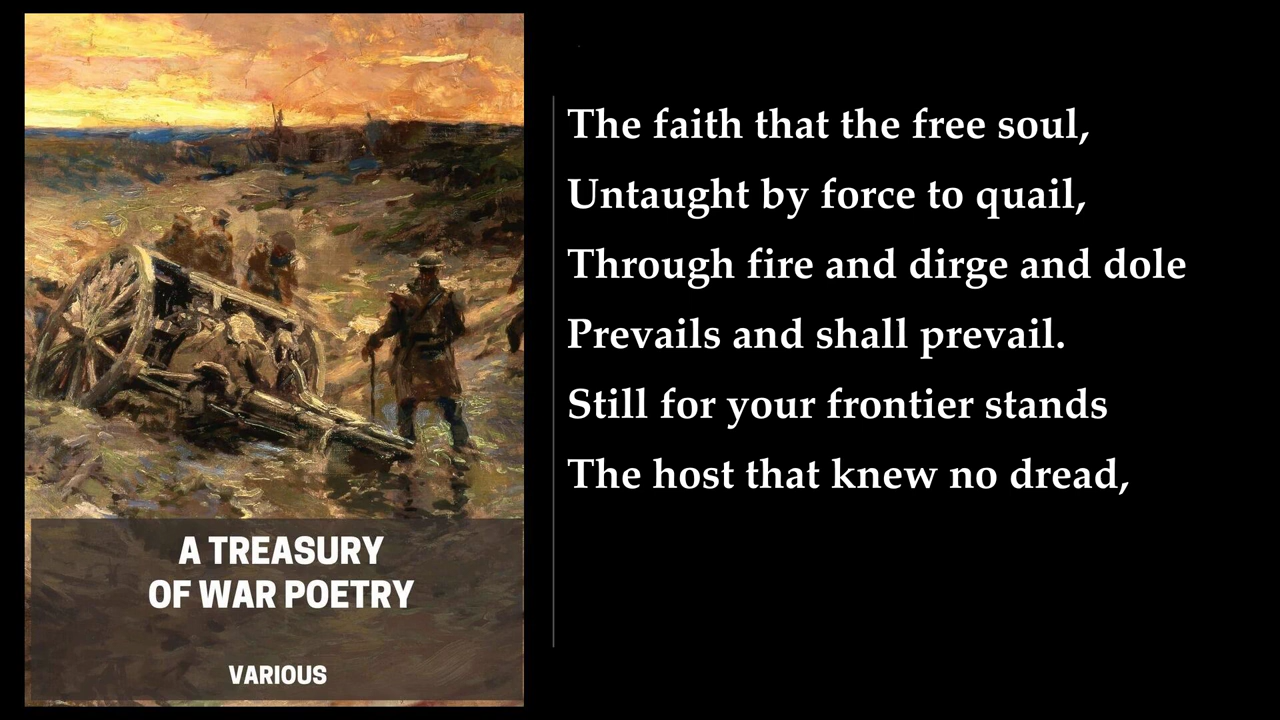 A TREASURY
OF WAR POETRY
VARIOUS
The faith that the free soul,
Untaught by force to quail,
Through fire and dirge and dole
Prevails and shall prevail.
Still for your frontier stands
The host that knew no dread,